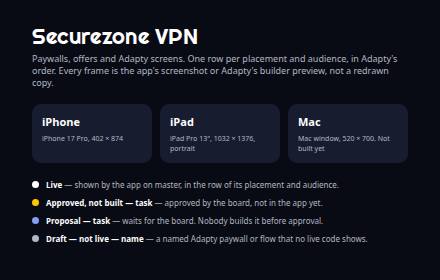 Securezone VPN
Paywalls, offers and Adapty screens. One row per placement and audience, in Adapty's
order. Every frame is the app's screenshot or Adapty's builder preview, not a redrawn
copy.
iPhone
iPhone 17 Pro, 402 × 874
iPad
iPad Pro 13", 1032 × 1376,
portrait
Mac
Mac window, 520 × 700. Not
built yet
Live — shown by the app on master, in the row of its placement and audience.
Approved, not built — task — approved by the board, not in the app yet.
Proposal — task — waits for the board. Nobody builds it before approval.
Draft — not live — name — a named Adapty paywall or flow that no live code shows.